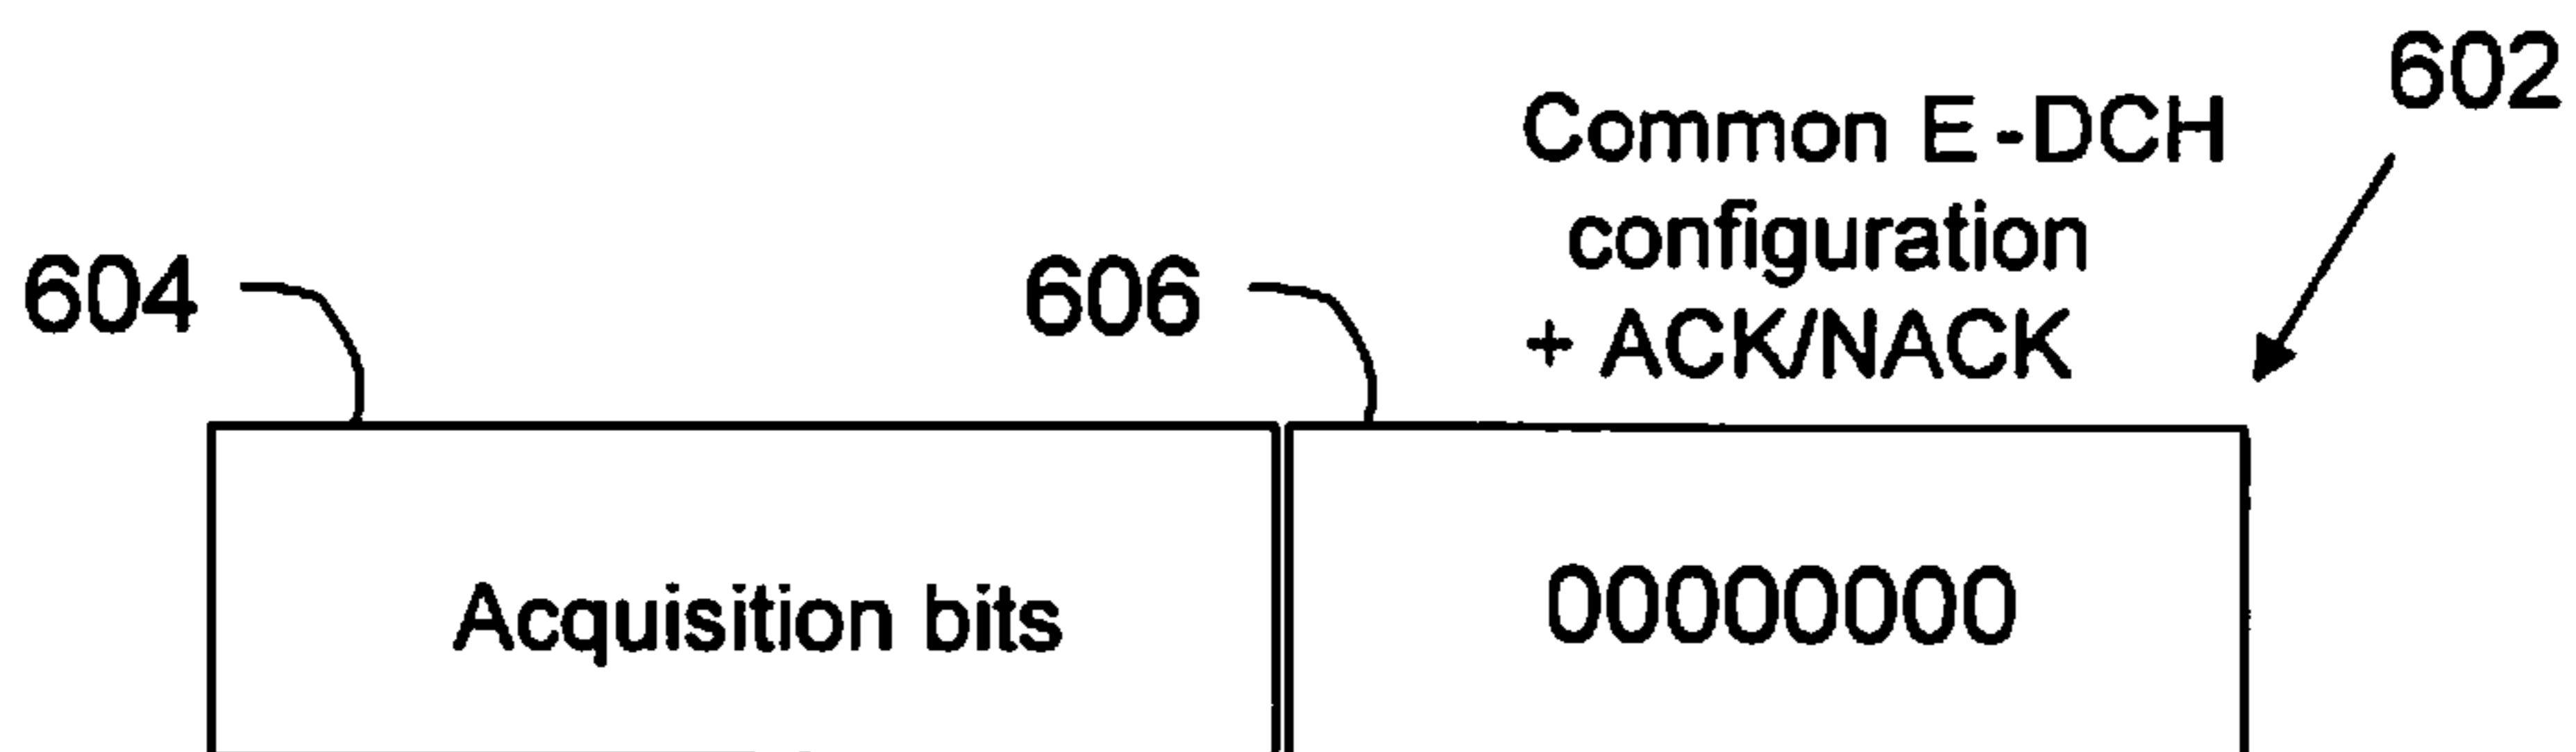 602
Common E-DCH
configuration
+ ACK/NACK
604
606
Acquisition bits
00000000